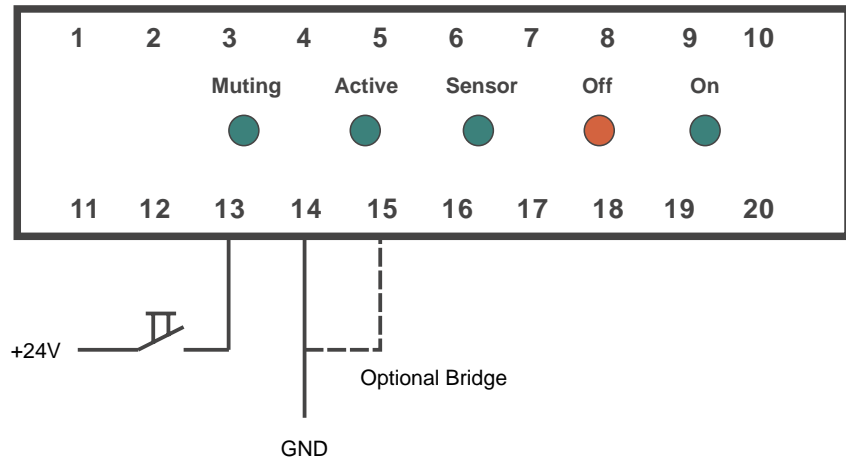 1 2 3 4 5 6 7 8 9 10
Muting Active Sensor Off On
11 12 13 14 15 16 17 18 19 20
+24V
Optional Bridge
GND